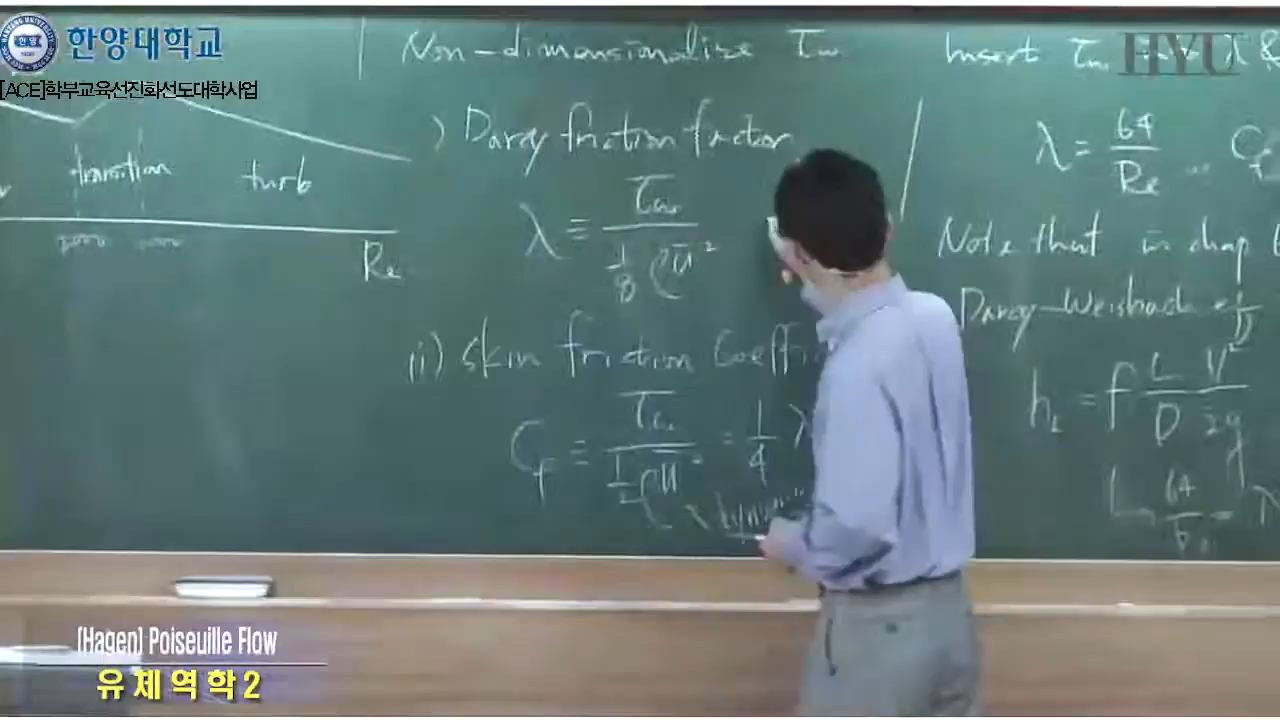 한양대학교
[ACE]학부교육선진화선도대학사업
HYU
transition turb
Re
Non-dimensionalize τw
) Darcy friction factor
λ ≡ τw / (1/8 ρ ū²)
ii) Skin friction Coeffi
Cf ≡ τw / (1/2 ρ ū²) = 1/4 λ
Insert τw
λ = 64/Re
Note that in chap
Darcy-Weisbach
hL = f L/D V²/2g
64
[Hagen] Poiseuille Flow
유체역학2